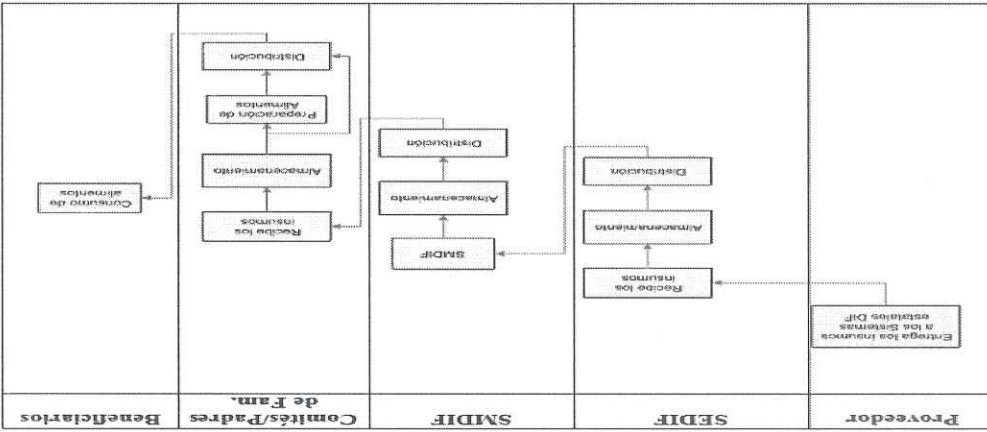 Proveedor
SEDIF
SMDIF
Comités/Padres
de Fam.
Beneficiarios
Entrega los insumos
a los Sistemas
estatales DIF
Recibe los
insumos
Almacenamiento
Distribución
SMDIF
Almacenamiento
Distribución
Recibe los
insumos
Almacenamiento
Preparación de
Alimentos
Distribución
Consumo de
alimentos